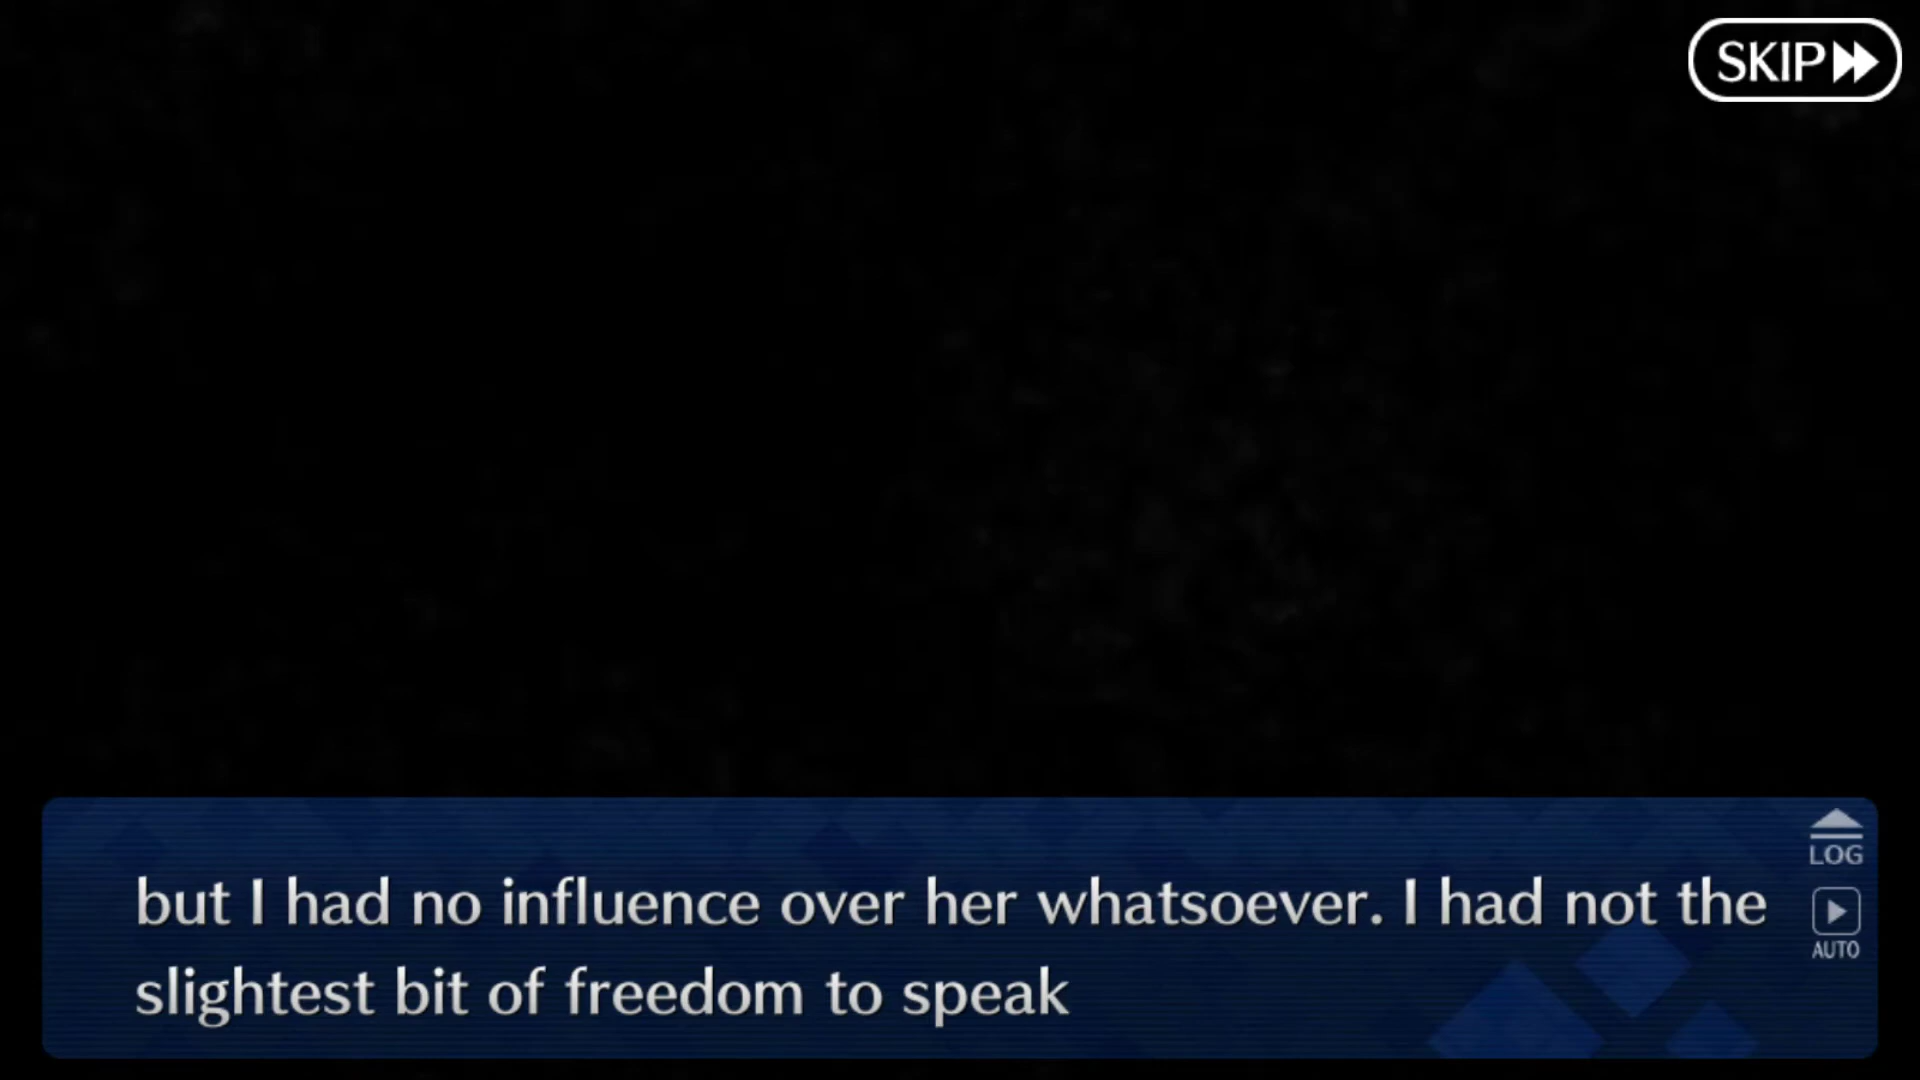 SKIP
LOG
but I had no influence over her whatsoever. I had not the
slightest bit of freedom to speak
AUTO